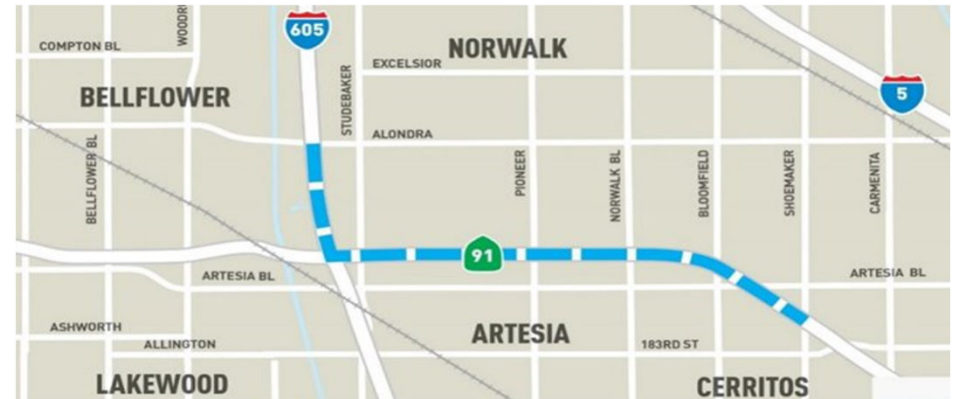 605
WOODRU
COMPTON BL
NORWALK
EXCELSIOR
5
BELLFLOWER
STUDEBAKER
ALONDRA
BELLFLOWER BL
PIONEER
NORWALK BL
BLOOMFIELD
SHOEMAKER
CARMENITA
91
ARTESIA BL
ARTESIA BL
ASHWORTH
ARTESIA
ALLINGTON
183RD ST
LAKEWOOD
CERRITOS